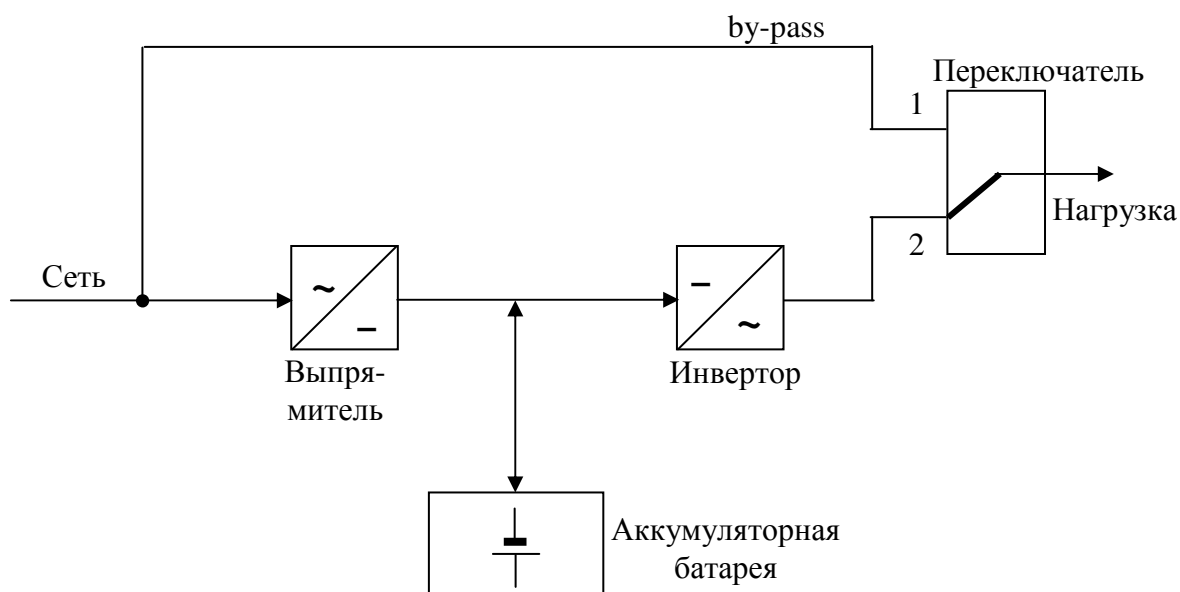 by-pass
Переключатель
1
Нагрузка
2
Сеть
~
–
–
~
Выпря-
митель
Инвертор
Аккумуляторная
батарея